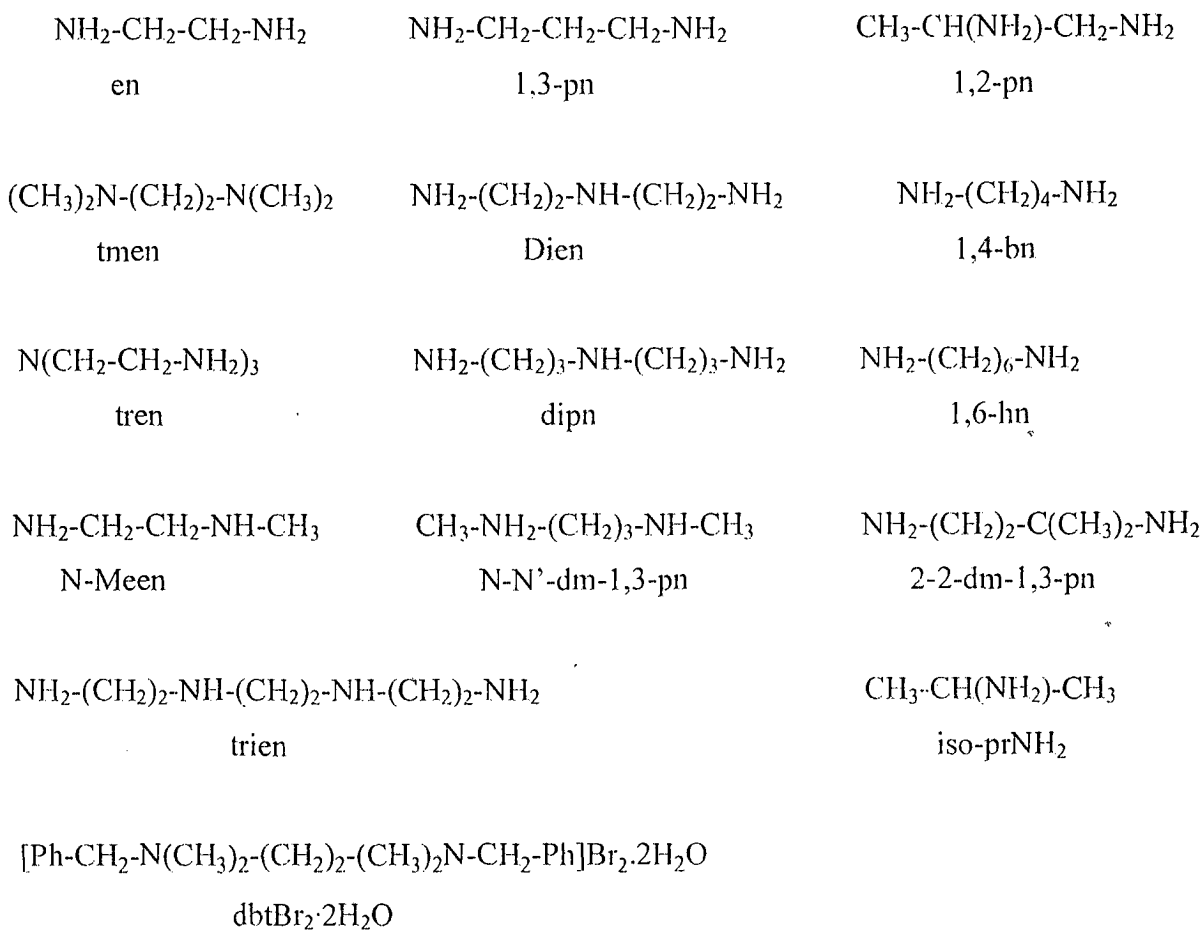 NH₂-CH₂-CH₂-NH₂ NH₂-CH₂-CH₂-CH₂-NH₂ CH₃-CH(NH₂)-CH₂-NH₂
en 1,3-pn 1,2-pn
(CH₃)₂N-(CH₂)₂-N(CH₃)₂ NH₂-(CH₂)₂-NH-(CH₂)₂-NH₂ NH₂-(CH₂)₄-NH₂
tmen Dien 1,4-bn
N(CH₂-CH₂-NH₂)₃ NH₂-(CH₂)₃-NH-(CH₂)₃-NH₂ NH₂-(CH₂)₆-NH₂
tren dipn 1,6-hn
NH₂-CH₂-CH₂-NH-CH₃ CH₃-NH₂-(CH₂)₃-NH-CH₃ NH₂-(CH₂)₂-C(CH₃)₂-NH₂
N-Meen N-N’-dm-1,3-pn 2-2-dm-1,3-pn
NH₂-(CH₂)₂-NH-(CH₂)₂-NH-(CH₂)₂-NH₂ CH₃-CH(NH₂)-CH₃
trien iso-prNH₂
[Ph-CH₂-N(CH₃)₂-(CH₂)₂-(CH₃)₂N-CH₂-Ph]Br₂.2H₂O
dbtBr₂·2H₂O